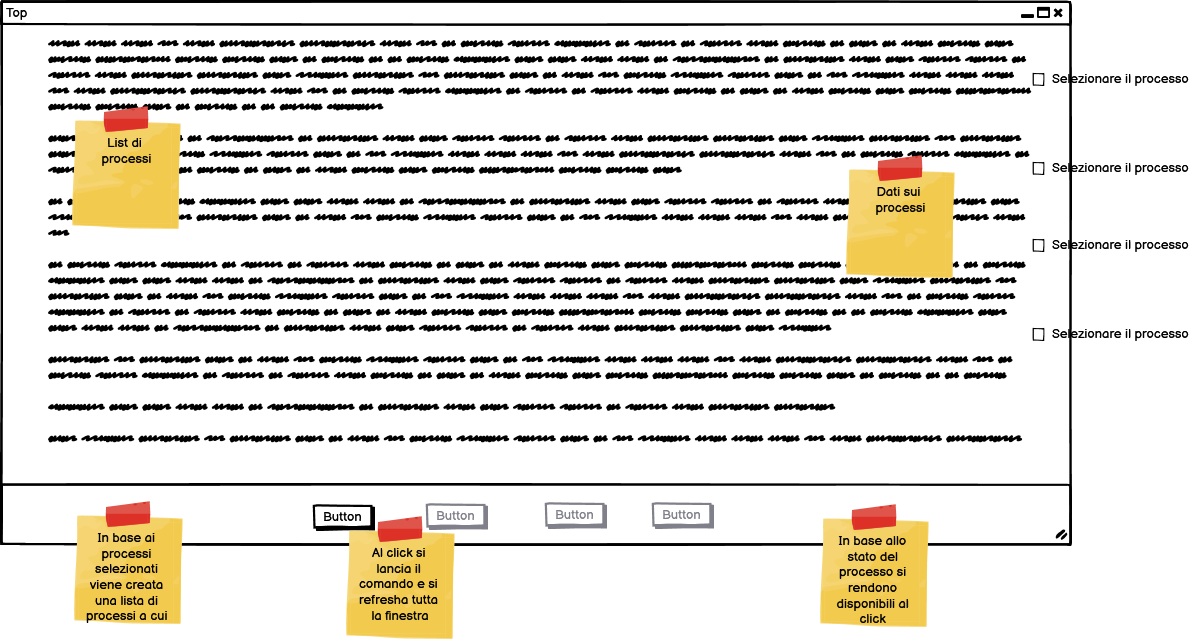 Top
Selezionare il processo
List di
processi
Selezionare il processo
Dati sui
processi
Selezionare il processo
Selezionare il processo
Button
Button
Button
Button
In base ai
processi
selezionati
viene creata
una lista di
processi a cui
Al click si
lancia il
comando e si
refresha tutta
la finestra
In base allo
stato del
processo si
rendono
disponibili al
click